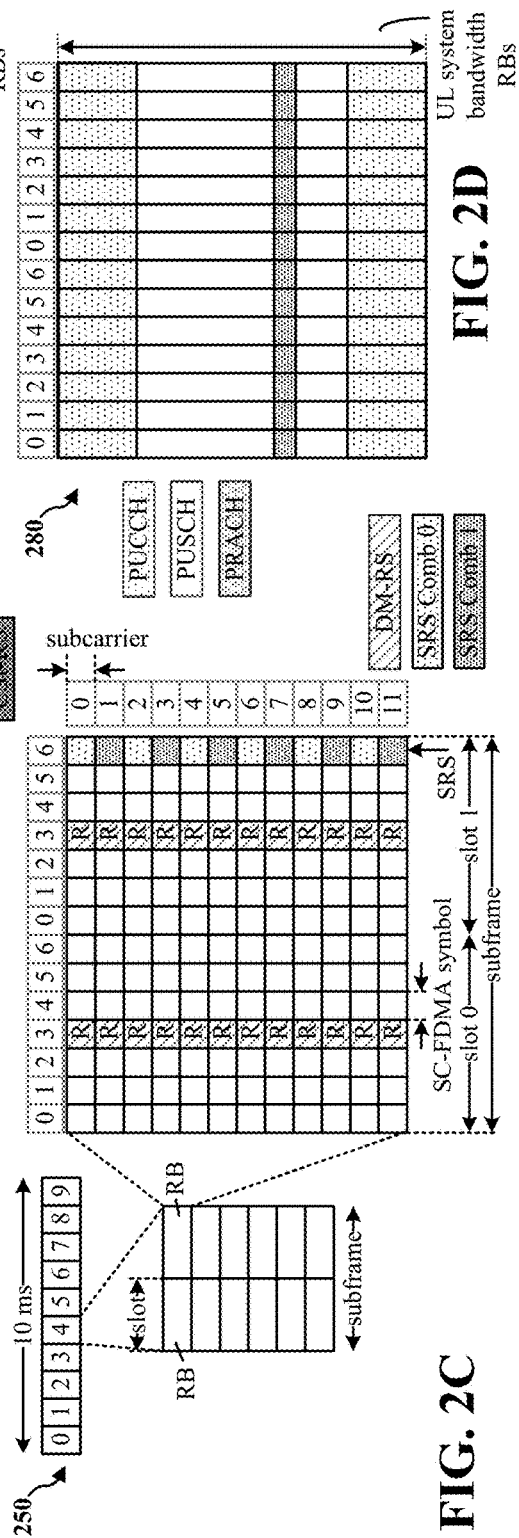 250
10 ms
0 1 2 3 4 5 6 7 8 9
slot
RB
RB
subframe
FIG. 2C
0 1 2 3 4 5 6 0 1 2 3 4 5 6
subcarrier
R R 0
R R 1
R R 2
R R 3
R R 4
R R 5
R R 6
R R 7
R R 8
R R 9
R R 10
R R 11
SC-FDMA symbol
SRS
slot 0
slot 1
subframe
DM-RS
SRS Comb 0
SRS Comb 1
280
PUCCH
PUSCH
PRACH
0 1 2 3 4 5 6 0 1 2 3 4 5 6
UL system
bandwidth
RBs
FIG. 2D